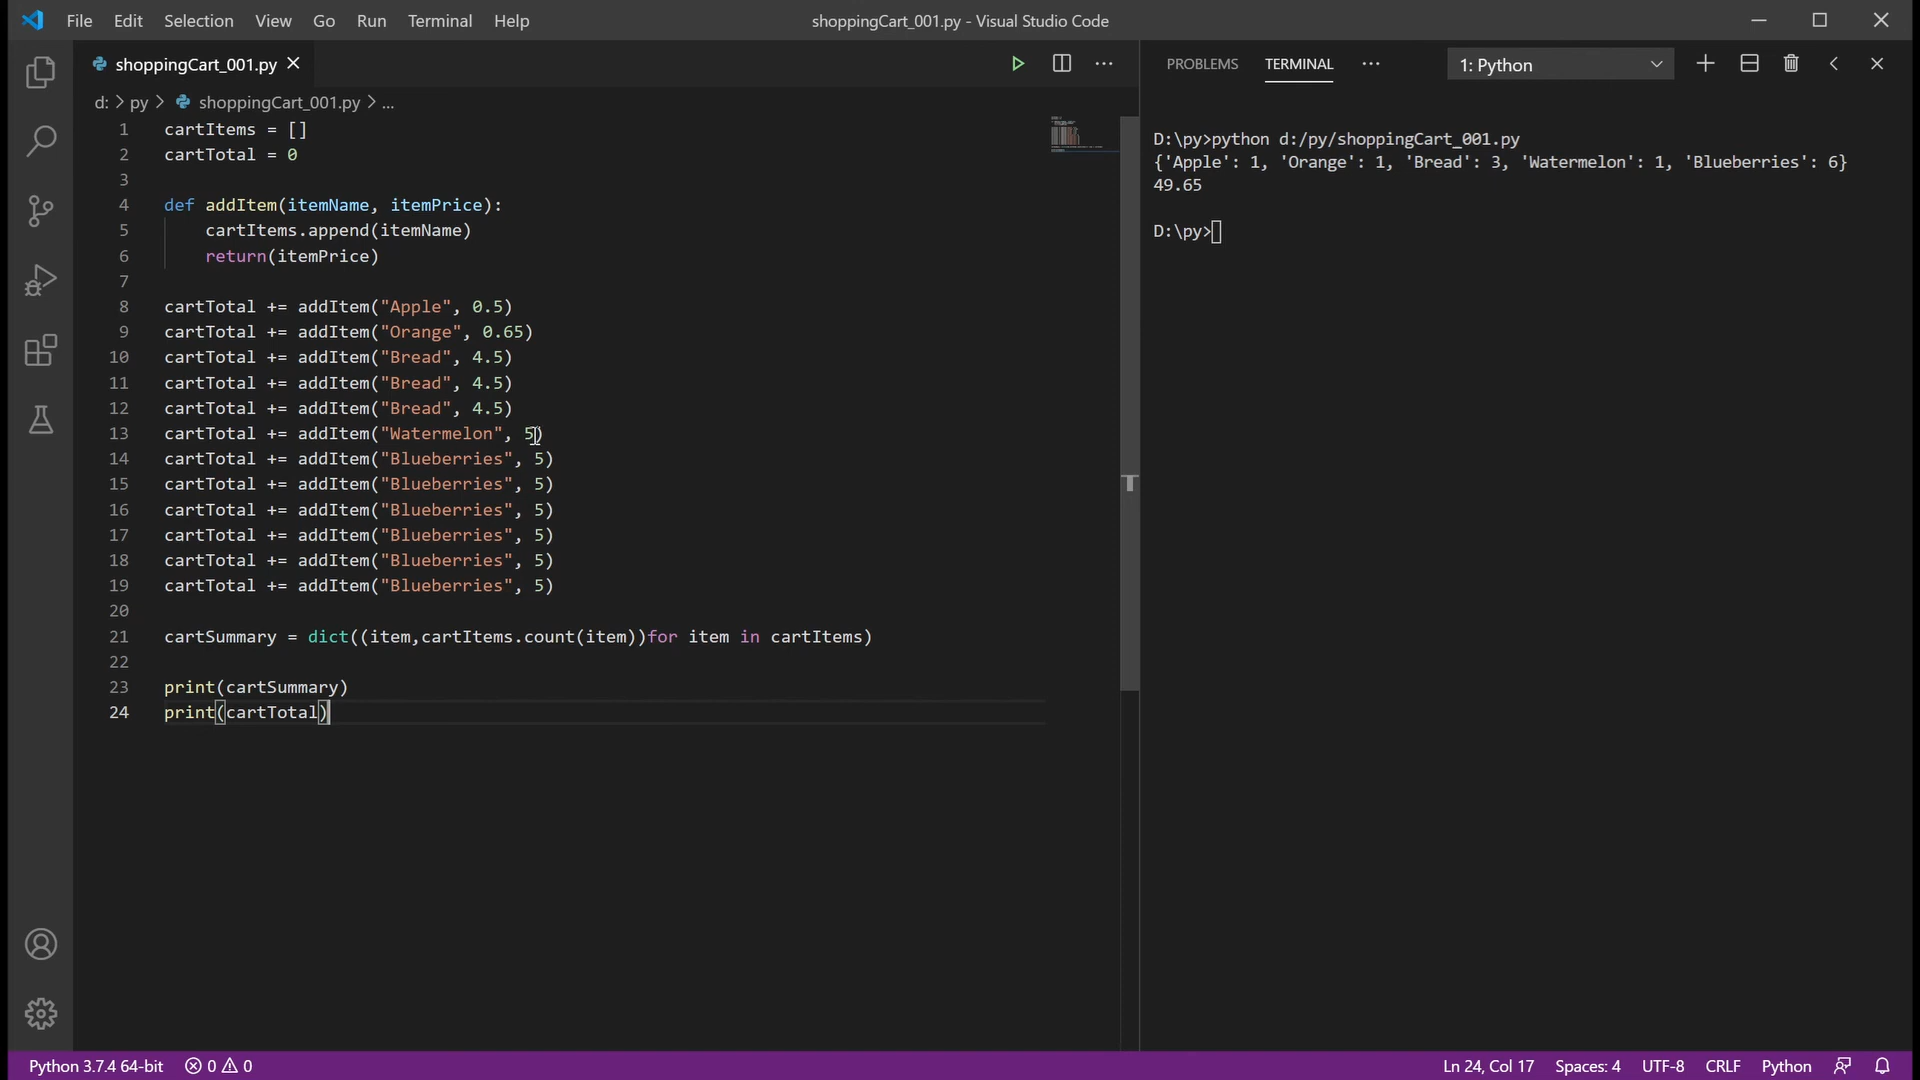 File Edit Selection View Go Run Terminal Help
shoppingCart_001.py - Visual Studio Code
shoppingCart_001.py
d: > py > shoppingCart_001.py > ...
1 cartItems = []
2 cartTotal = 0
3
4 def addItem(itemName, itemPrice):
5     cartItems.append(itemName)
6     return(itemPrice)
7
8 cartTotal += addItem("Apple", 0.5)
9 cartTotal += addItem("Orange", 0.65)
10 cartTotal += addItem("Bread", 4.5)
11 cartTotal += addItem("Bread", 4.5)
12 cartTotal += addItem("Bread", 4.5)
13 cartTotal += addItem("Watermelon", 5)
14 cartTotal += addItem("Blueberries", 5)
15 cartTotal += addItem("Blueberries", 5)
16 cartTotal += addItem("Blueberries", 5)
17 cartTotal += addItem("Blueberries", 5)
18 cartTotal += addItem("Blueberries", 5)
19 cartTotal += addItem("Blueberries", 5)
20
21 cartSummary = dict((item,cartItems.count(item))for item in cartItems)
22
23 print(cartSummary)
24 print(cartTotal)
PROBLEMS TERMINAL ... 1: Python
D:\py>python d:/py/shoppingCart_001.py
{'Apple': 1, 'Orange': 1, 'Bread': 3, 'Watermelon': 1, 'Blueberries': 6}
49.65
D:\py>
Python 3.7.4 64-bit 0 0
Ln 24, Col 17 Spaces: 4 UTF-8 CRLF Python